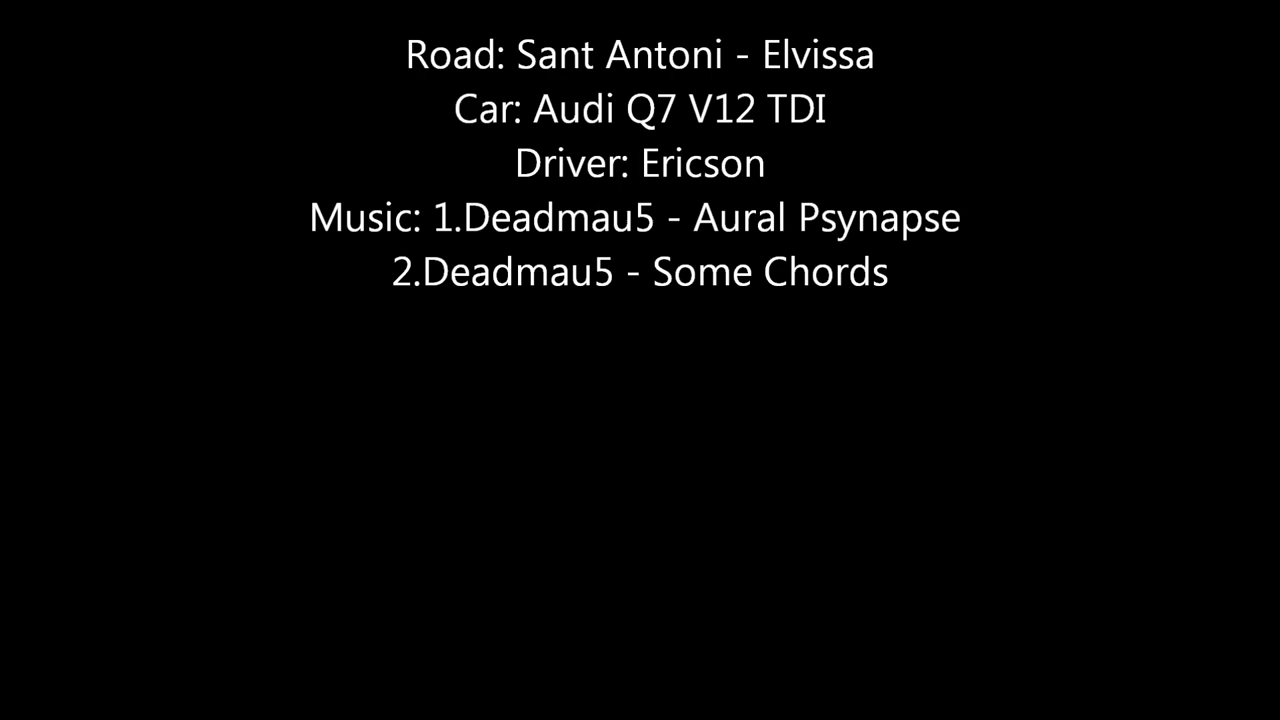 Road: Sant Antoni - Elvissa
Car: Audi Q7 V12 TDI
Driver: Ericson
Music: 1.Deadmau5 - Aural Psynapse
2.Deadmau5 - Some Chords